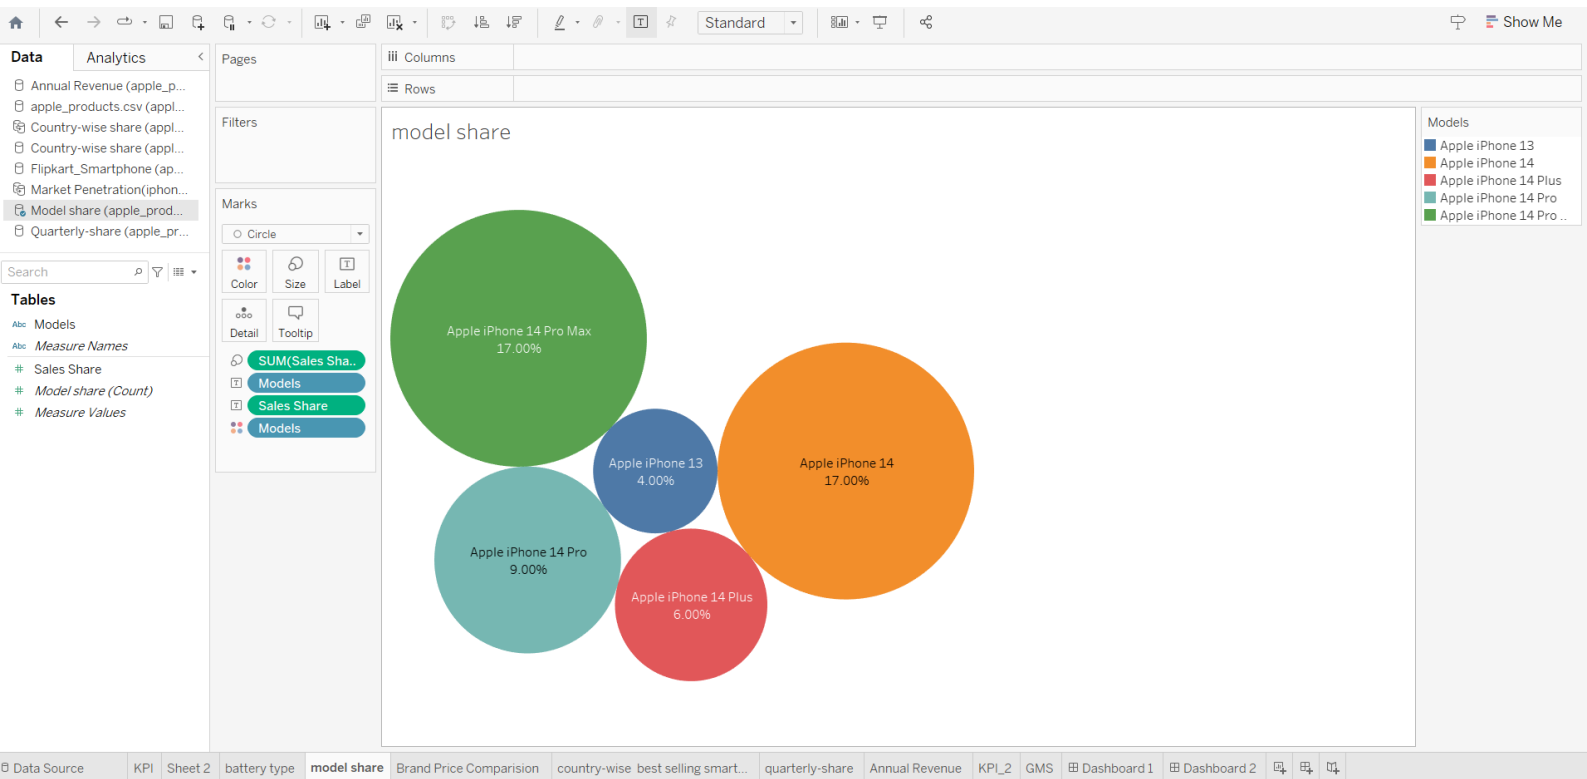 Standard
Show Me
Data
Analytics
Annual Revenue (apple_p...
apple_products.csv (appl...
Country-wise share (appl...
Country-wise share (appl...
Flipkart_Smartphone (ap...
Market Penetration(iphon...
Model share (apple_prod...
Quarterly-share (apple_pr...
Search
Tables
Abc Models
Abc Measure Names
# Sales Share
# Model share (Count)
# Measure Values
Pages
Filters
Marks
Circle
Color
Size
T
Label
Detail
Tooltip
SUM(Sales Sha..
T Models
T Sales Share
Models
Columns
Rows
model share
Apple iPhone 14 Pro Max
17.00%
Apple iPhone 13
4.00%
Apple iPhone 14
17.00%
Apple iPhone 14 Pro
9.00%
Apple iPhone 14 Plus
6.00%
Models
Apple iPhone 13
Apple iPhone 14
Apple iPhone 14 Plus
Apple iPhone 14 Pro
Apple iPhone 14 Pro ..
Data Source
KPI
Sheet 2
battery type
model share
Brand Price Comparision
country-wise best selling smart...
quarterly-share
Annual Revenue
KPI_2
GMS
Dashboard 1
Dashboard 2